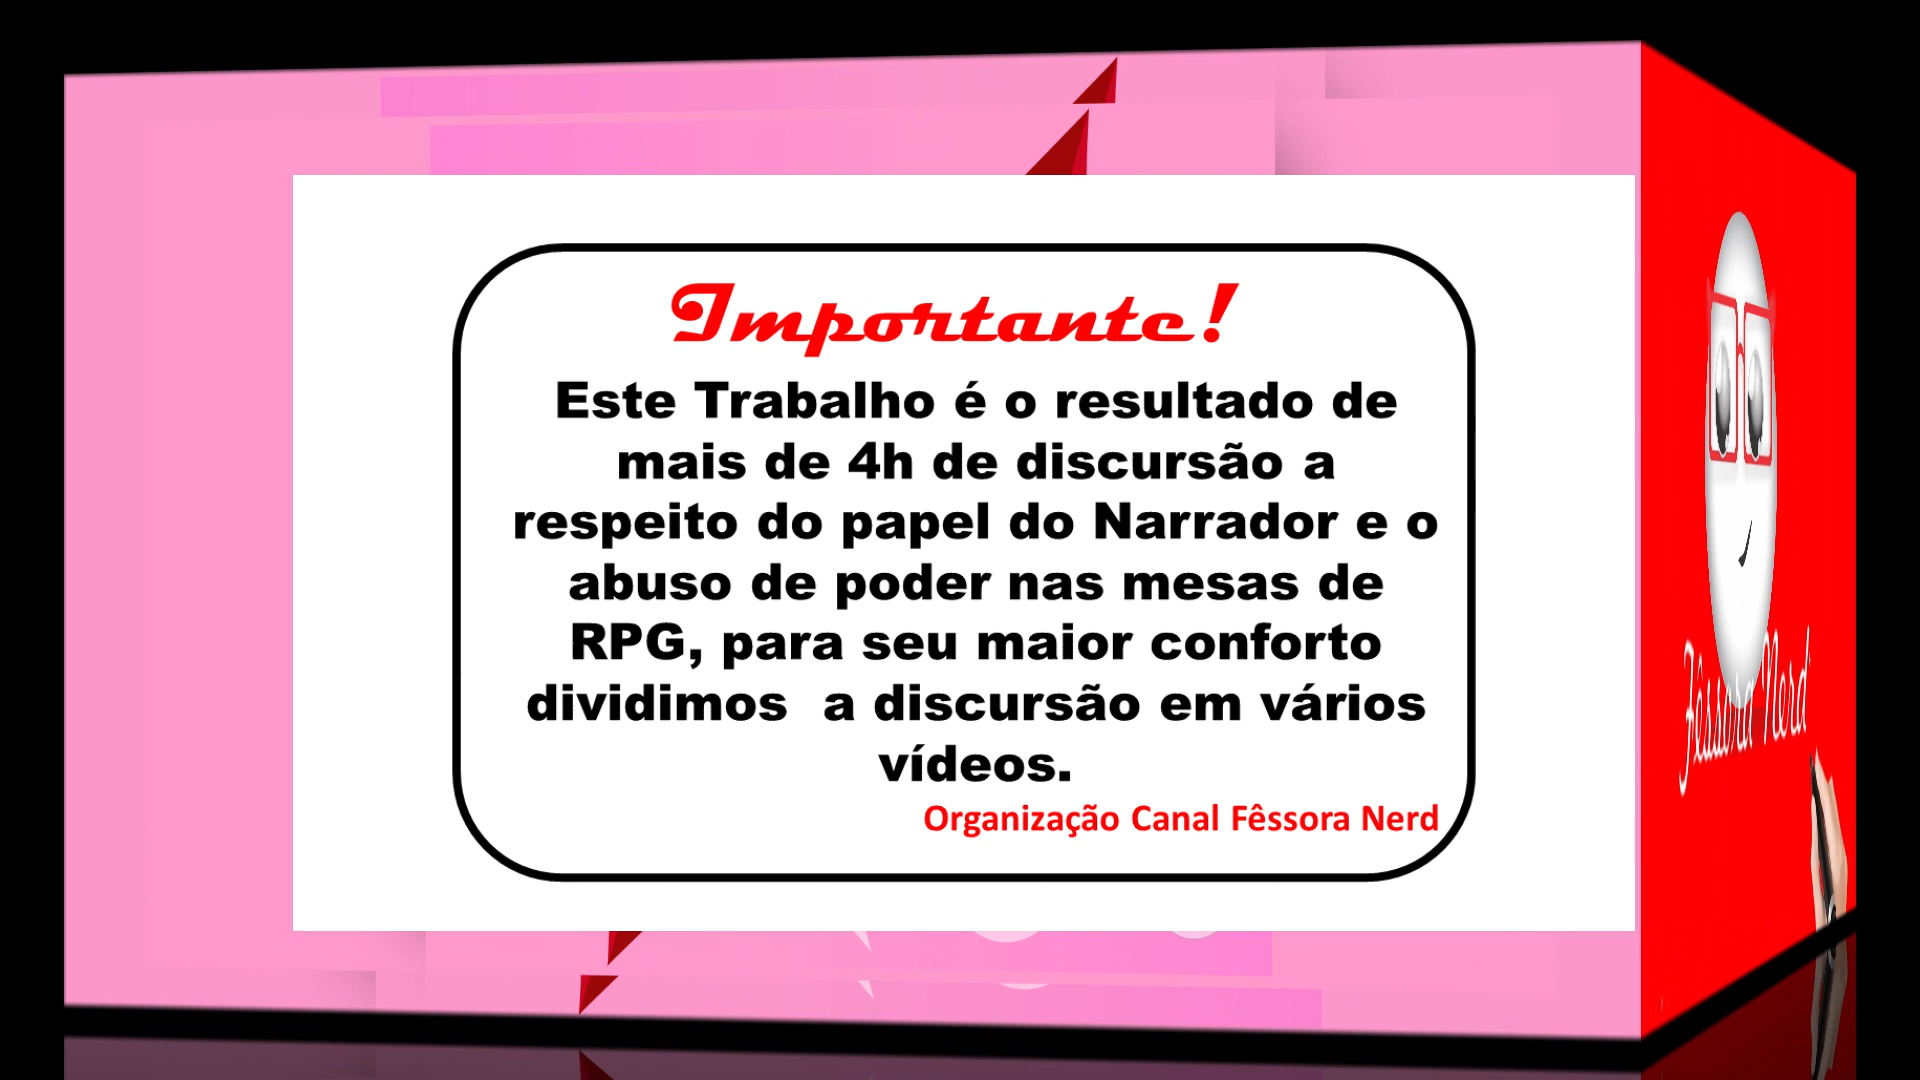 Importante!
Este Trabalho é o resultado de
mais de 4h de discursão a
respeito do papel do Narrador e o
abuso de poder nas mesas de
RPG, para seu maior conforto
dividimos  a discursão em vários
vídeos.
Organização Canal Fêssora Nerd
Fêssora Nerd